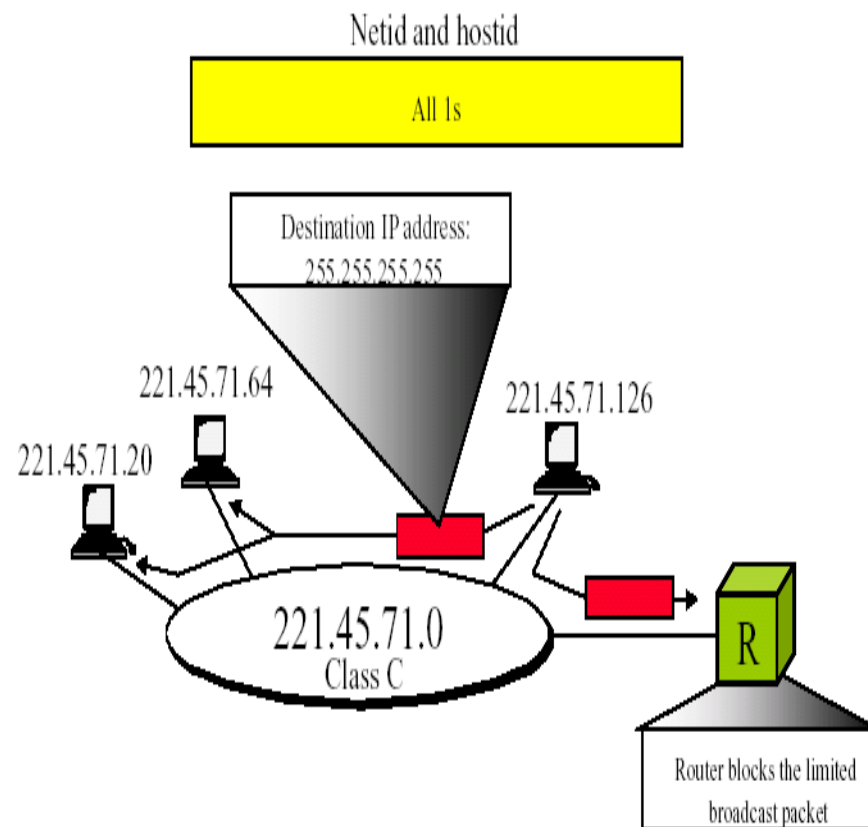 Netid and hostid
All 1s
Destination IP address:
255.255.255.255
221.45.71.64
221.45.71.126
221.45.71.20
221.45.71.0
Class C
R
Router blocks the limited
broadcast packet